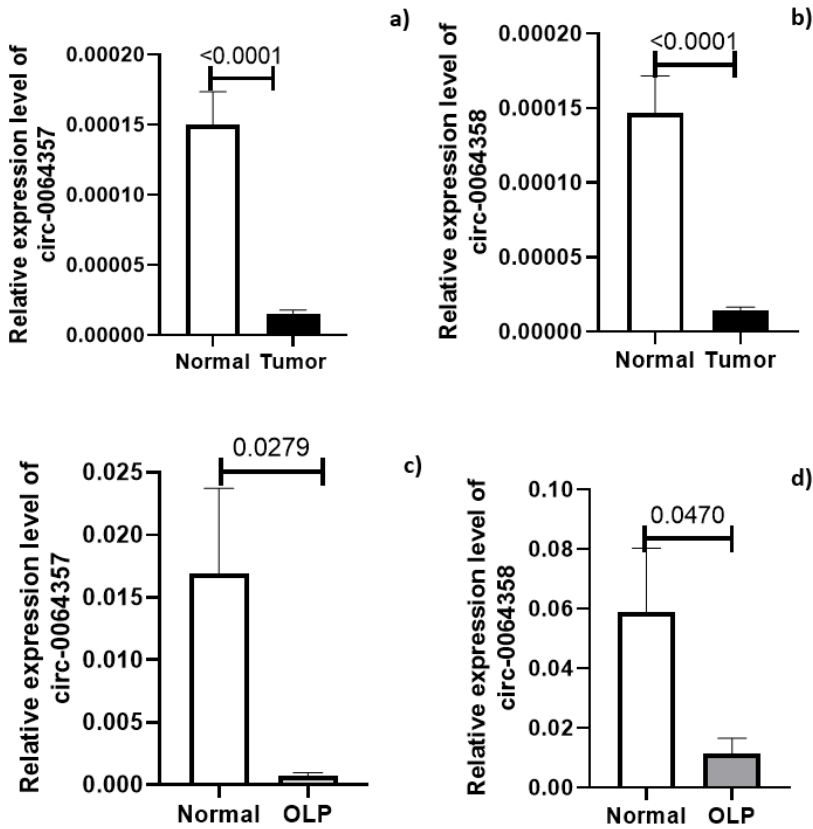 a)
Relative expression level of
circ-0064357
0.00020
0.00015
0.00010
0.00005
0.00000
<0.0001
Normal Tumor
b)
Relative expression level of
circ-0064358
0.00020
0.00015
0.00010
0.00005
0.00000
<0.0001
Normal Tumor
c)
Relative expression level of
circ-0064357
0.025
0.020
0.015
0.010
0.005
0.000
0.0279
Normal OLP
d)
Relative expression level of
circ-0064358
0.10
0.08
0.06
0.04
0.02
0.00
0.0470
Normal OLP